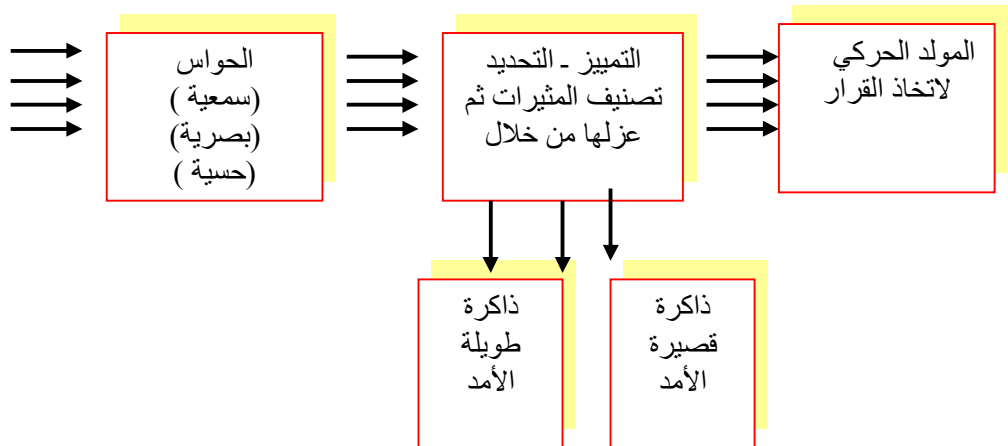 الحواس
(سمعية )
(بصرية)
(حسية )
التمييز ـ التحديد
تصنيف المثيرات ثم
عزلها من خلال
المولد الحركي
لاتخاذ القرار
ذاكرة
طويلة
الأمد
ذاكرة
قصيرة
الأمد